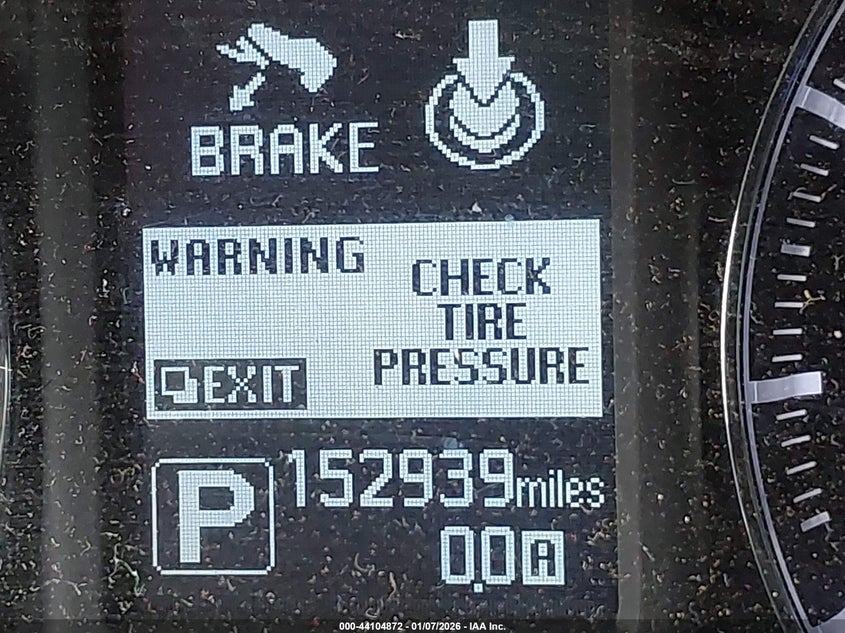 BRAKE
WARNING
CHECK
TIRE
PRESSURE
EXIT
P
152939miles
0.0A
000-44104872 - 01/07/2026 - IAA Inc.